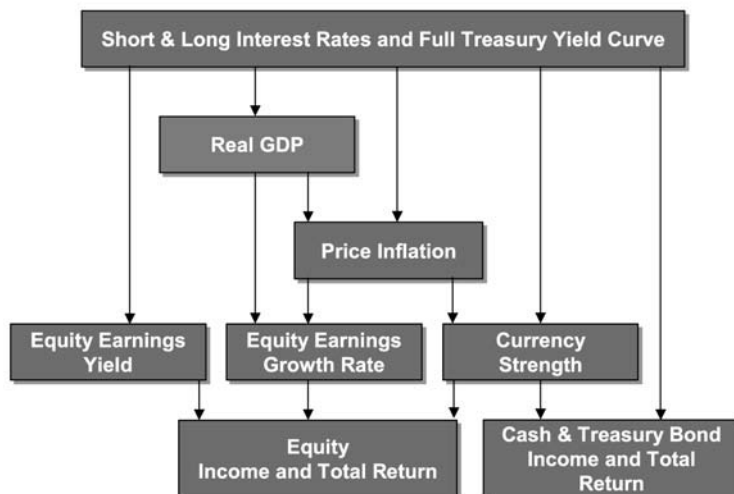 Short & Long Interest Rates and Full Treasury Yield Curve
Real GDP
Price Inflation
Equity Earnings
Yield
Equity Earnings
Growth Rate
Currency
Strength
Equity
Income and Total Return
Cash & Treasury Bond
Income and Total
Return